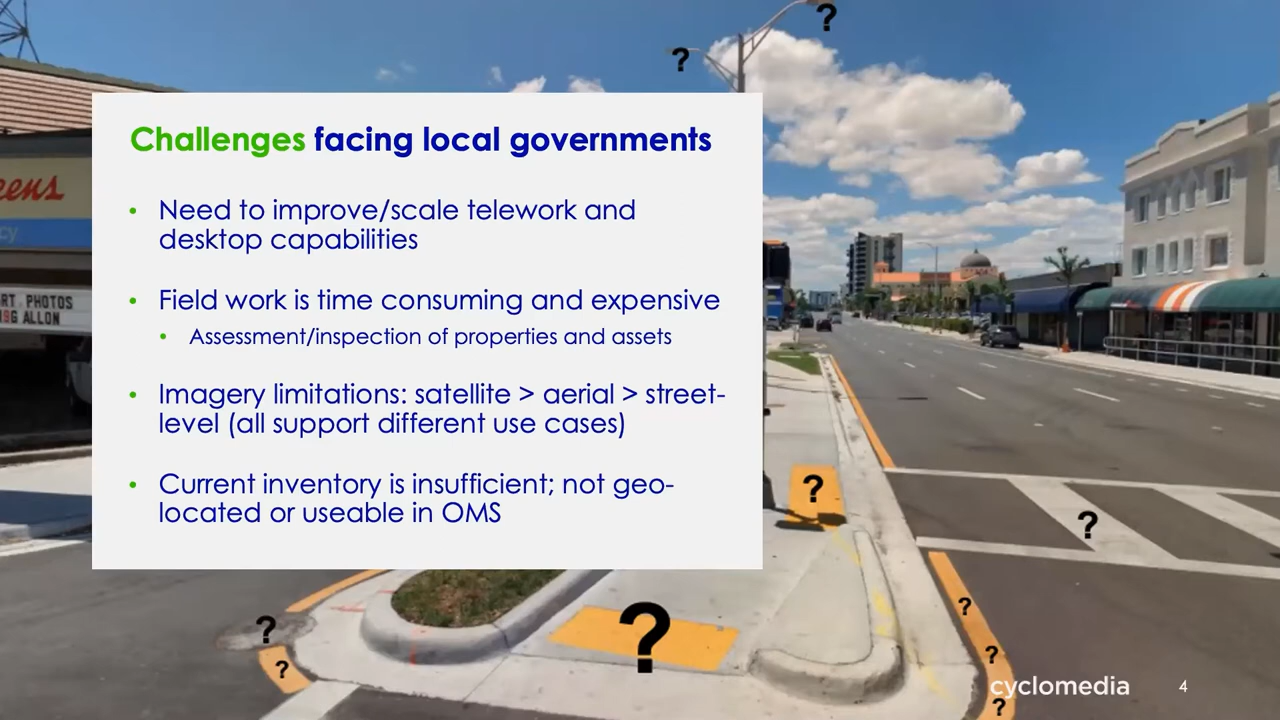 ?
?
Challenges facing local governments
eens
cy
RT PHOTOS
G ALLON
• Need to improve/scale telework and
desktop capabilities
• Field work is time consuming and expensive
• Assessment/inspection of properties and assets
• Imagery limitations: satellite > aerial > street-
level (all support different use cases)
• Current inventory is insufficient; not geo-
located or useable in OMS
?
?
?
?
?
?
?
?
cyclomedia
4